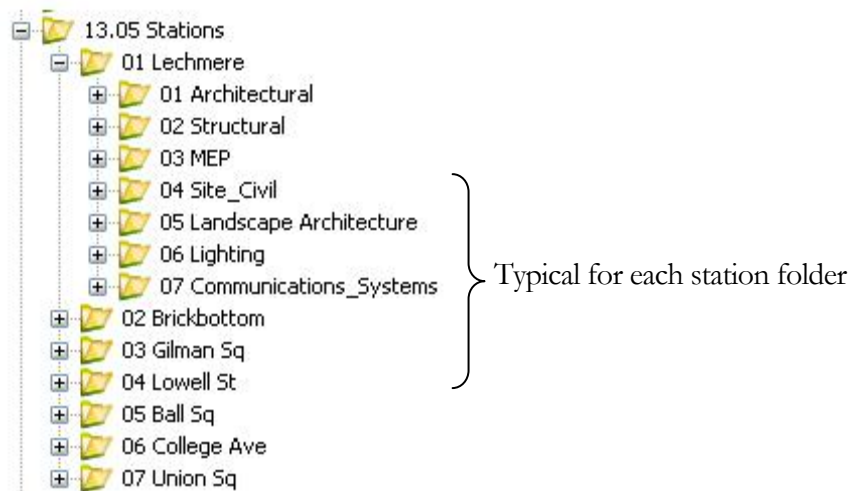 13.05 Stations
01 Lechmere
01 Architectural
02 Structural
03 MEP
04 Site_Civil
05 Landscape Architecture
06 Lighting
07 Communications_Systems
Typical for each station folder
02 Brickbottom
03 Gilman Sq
04 Lowell St
05 Ball Sq
06 College Ave
07 Union Sq